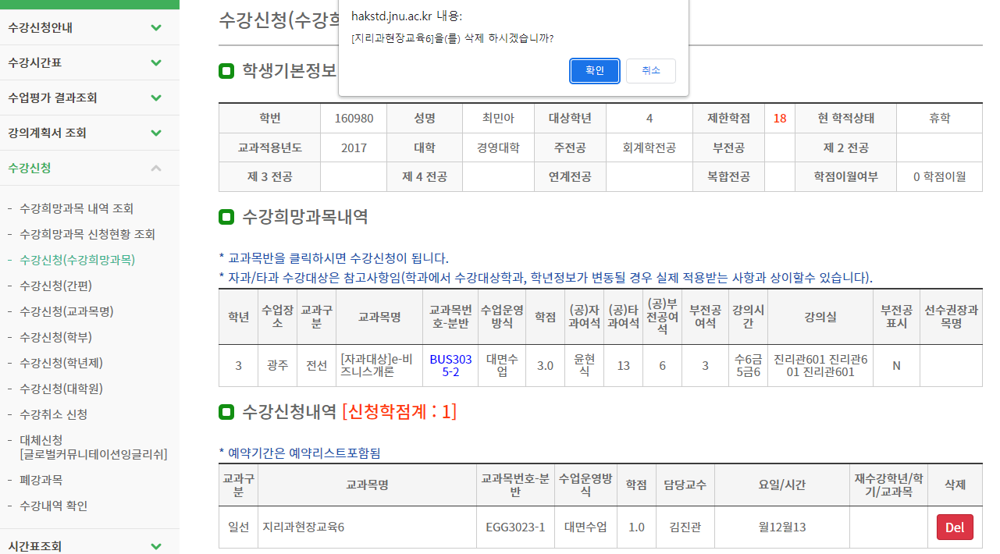 수강신청안내
수강시간표
수업평가 결과조회
강의계획서 조회
수강신청
- 수강희망과목 내역 조회
- 수강희망과목 신청현황 조회
- 수강신청(수강희망과목)
- 수강신청(간편)
- 수강신청(교과목명)
- 수강신청(학부)
- 수강신청(학년제)
- 수강신청(대학원)
- 수강취소 신청
- 대체신청
[글로벌커뮤니테이션잉글리쉬]
- 폐강과목
- 수강내역 확인
시간표조회
수강신청(수강희
hakstd.jnu.ac.kr 내용:
[지리과현장교육6]을(를) 삭제 하시겠습니까?
확인 취소
학생기본정보
학번 160980 성명 최민아 대상학년 4 제한학점 18 현 학적상태 휴학
교과적용년도 2017 대학 경영대학 주전공 회계학전공 부전공 제 2 전공
제 3 전공 제 4 전공 연계전공 복합전공 학점이월여부 0 학점이월
수강희망과목내역
* 교과목반을 클릭하시면 수강신청이 됩니다.
* 자과/타과 수강대상은 참고사항임(학과에서 수강대상학과, 학년정보가 변동될 경우 실제 적용받는 사항과 상이할수 있습니다).
학년 수업장소 교과구분 교과목명 교과목번호-분반 수업운영방식 학점 (공)자과여석 (공)타과여석 (공)부전공여석 부전공여석 강의시간 강의실 부전공표시 선수권장과목명
3 광주 전선 [자과대상]e-비즈니스개론 BUS3035-2 대면수업 3.0 윤현식 13 6 3 수6금5금6 진리관601 진리관601 진리관601 N
수강신청내역 [신청학점계 : 1]
* 예약기간은 예약리스트포함됨
교과구분 교과목명 교과목번호-분반 수업운영방식 학점 담당교수 요일/시간 재수강학년/학기/교과목 삭제
일선 지리과현장교육6 EGG3023-1 대면수업 1.0 김진관 월12월13 Del